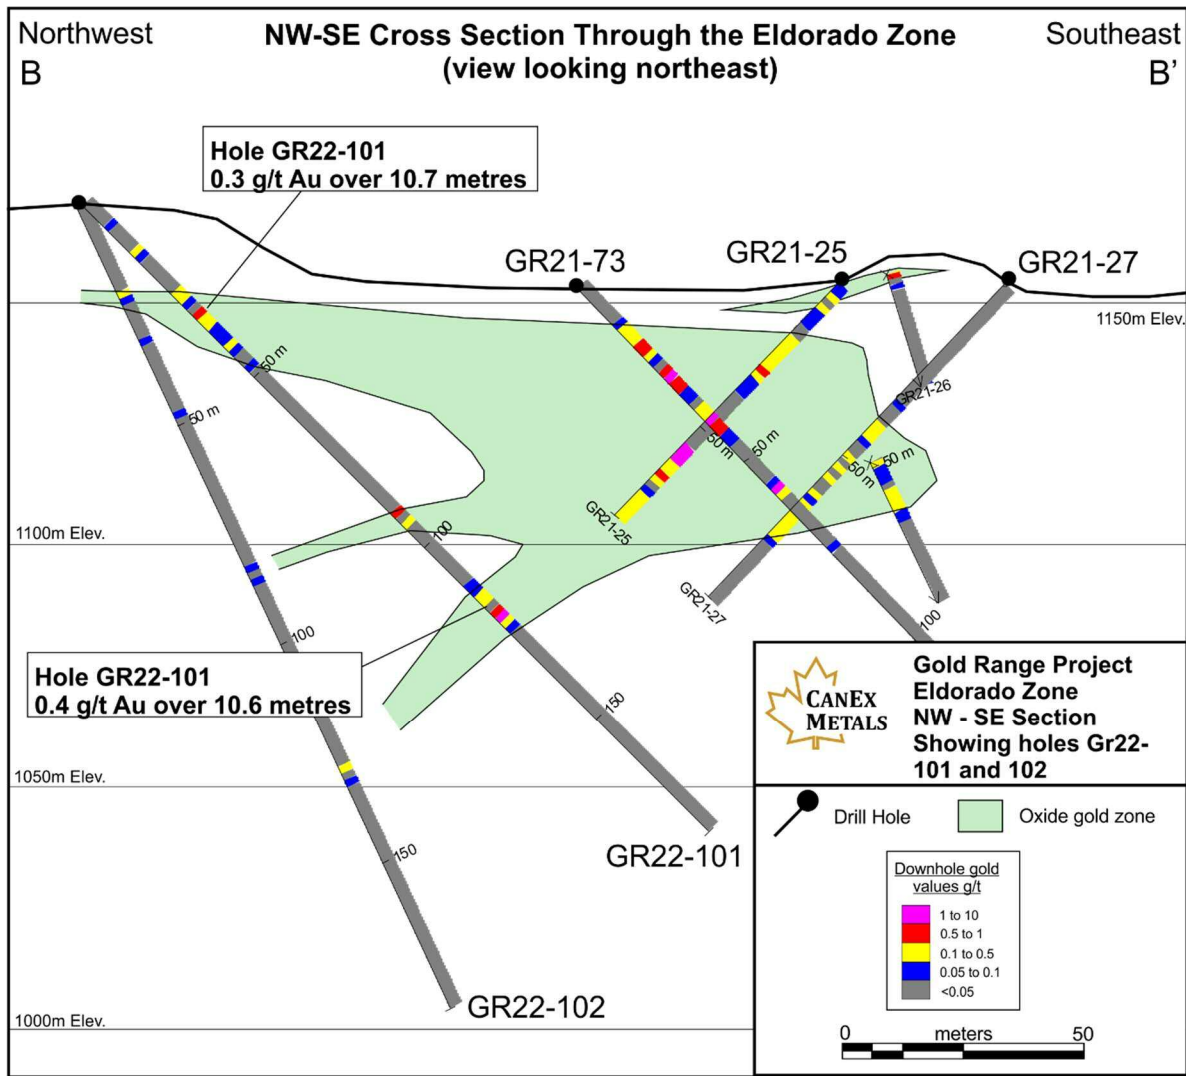 Northwest
NW-SE Cross Section Through the Eldorado Zone
Southeast
B
(view looking northeast)
B’
Hole GR22-101
0.3 g/t Au over 10.7 metres
GR21-73
GR21-25
GR21-27
1150m Elev.
50 m
GR21-26
50 m
50 m
50 m
50 m
50 m
GR21-25
1100m Elev.
100
GR21-27
100
100
Hole GR22-101
0.4 g/t Au over 10.6 metres
150
1050m Elev.
GR22-101
150
GR22-102
1000m Elev.
CANEX
METALS
Gold Range Project
Eldorado Zone
NW - SE Section
Showing holes Gr22-
101 and 102
Drill Hole
Oxide gold zone
Downhole gold
values g/t
1 to 10
0.5 to 1
0.1 to 0.5
0.05 to 0.1
<0.05
0 meters 50